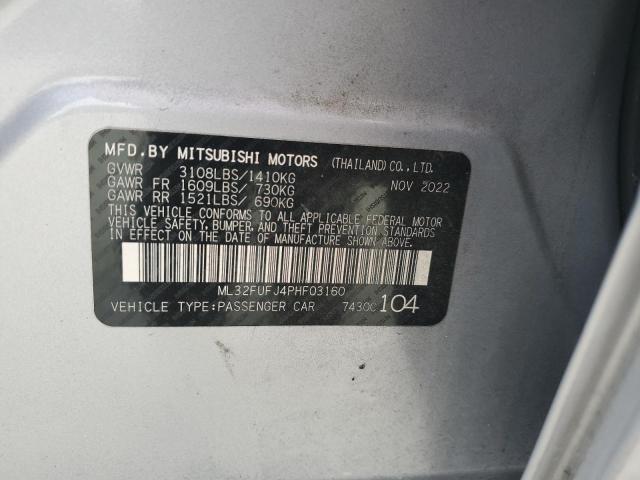 MFD.BY MITSUBISHI MOTORS (THAILAND)CO.,LTD.
GVWR 3108LBS/1410KG NOV 2022
GAWR FR 1609LBS/ 730KG
GAWR RR 1521LBS/ 690KG
THIS VEHICLE CONFORMS TO ALL APPLICABLE FEDERAL MOTOR
VEHICLE SAFETY, BUMPER, AND THEFT PREVENTION STANDARDS
IN EFFECT ON THE DATE OF MANUFACTURE SHOWN ABOVE.
ML32FUFJ4PHF03160
VEHICLE TYPE:PASSENGER CAR 7430C 104